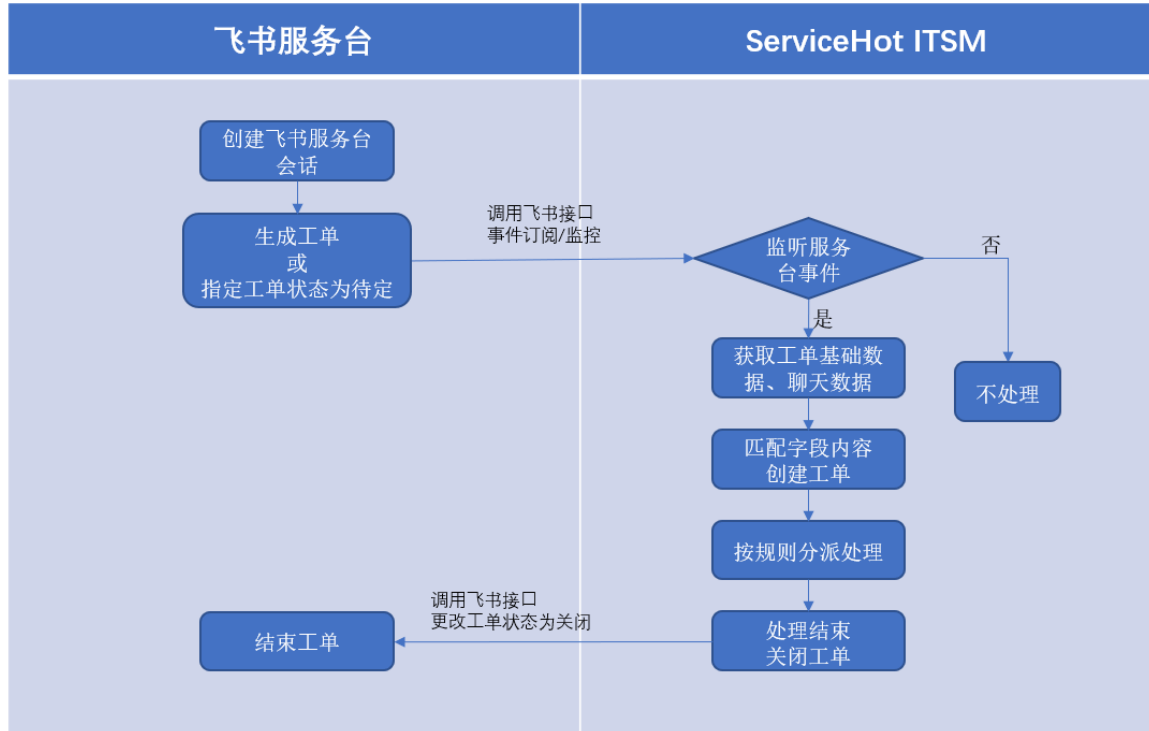 飞书服务台
ServiceHot ITSM
创建飞书服务台
会话
生成工单
或
指定工单状态为待定
调用飞书接口
事件订阅/监控
监听服务
台事件
否
是
获取工单基础数
据、聊天数据
不处理
匹配字段内容
创建工单
按规则分派处理
调用飞书接口
更改工单状态为关闭
结束工单
处理结束
关闭工单